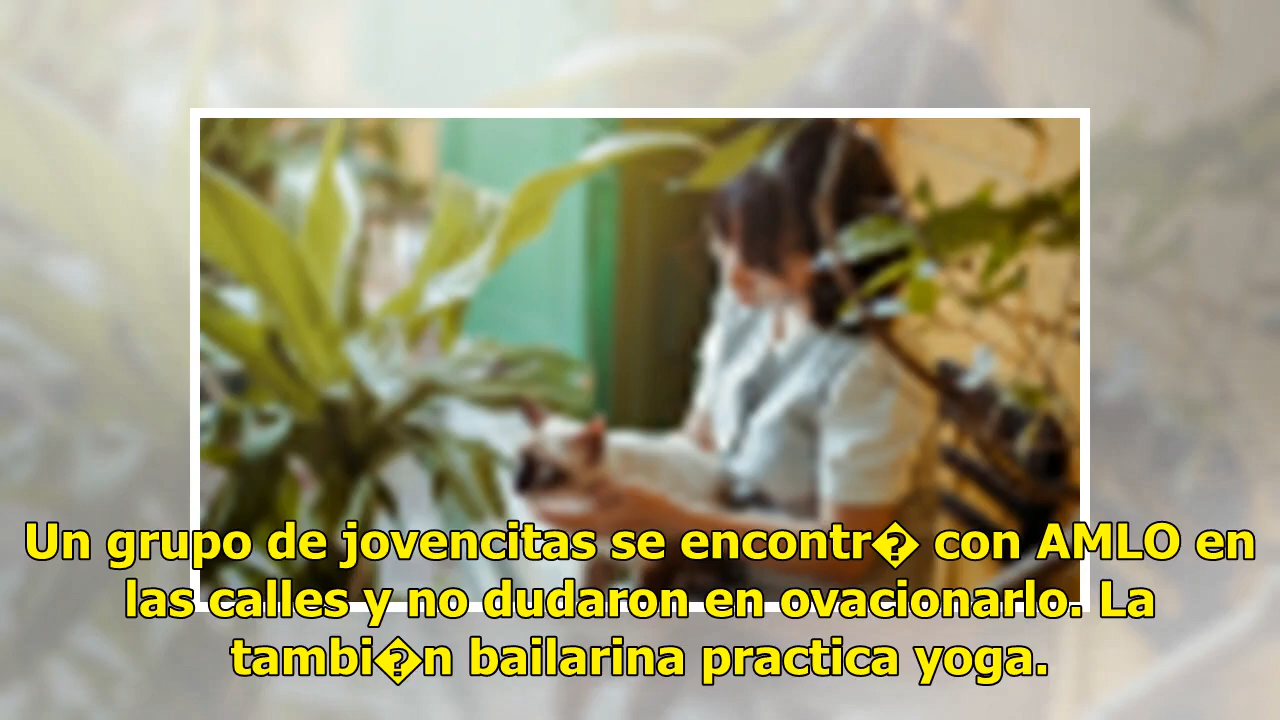 Un grupo de jovencitas se encontr� con AMLO en
las calles y no dudaron en ovacionarlo. La
tambi�n bailarina practica yoga.